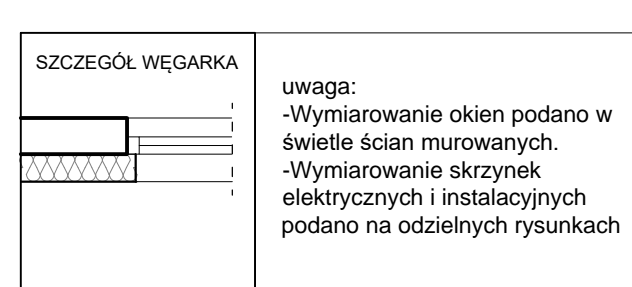 SZCZEGÓŁ WĘGARKA
uwaga:
-Wymiarowanie okien podano w
świetle ścian murowanych.
-Wymiarowanie skrzynek
elektrycznych i instalacyjnych
podano na odzielnych rysunkach